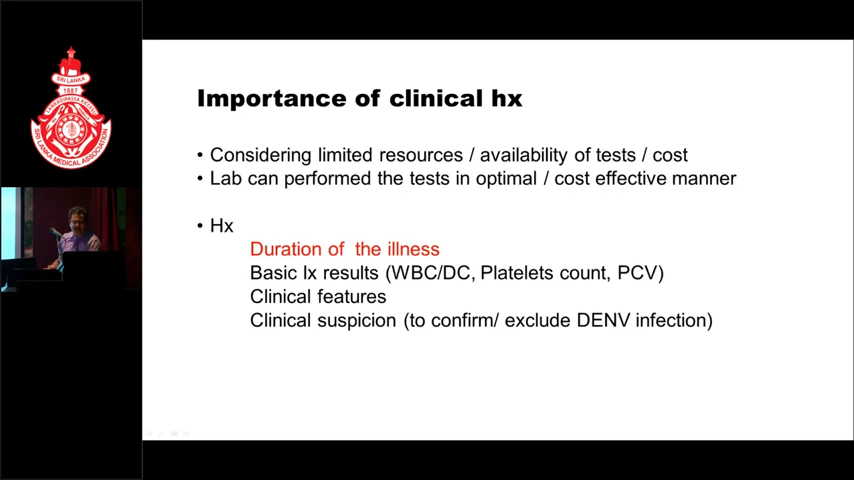 SRI LANKA
1887
SRI LANKA MEDICAL ASSOCIATION
Importance of clinical hx
• Considering limited resources / availability of tests / cost
• Lab can performed the tests in optimal / cost effective manner
• Hx
Duration of the illness
Basic Ix results (WBC/DC, Platelets count, PCV)
Clinical features
Clinical suspicion (to confirm/ exclude DENV infection)